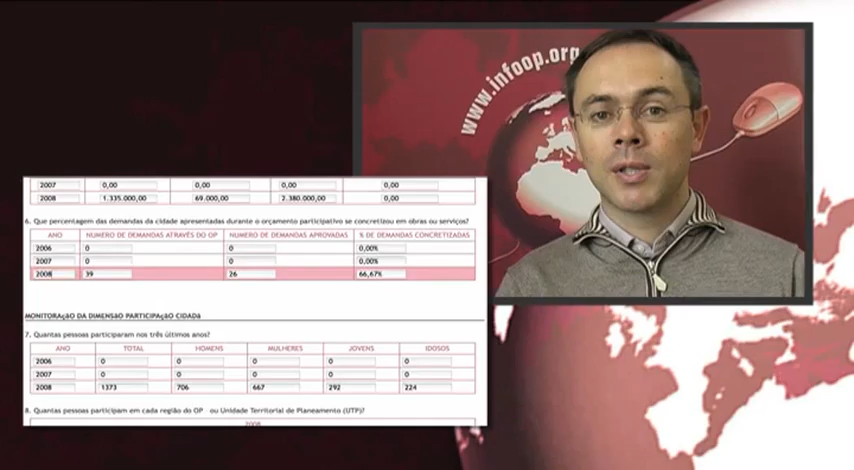 www.infoop.org
2007 0,00 0,00 0,00 0,00
2008 1.335.000,00 69.000,00 2.380.000,00 0,00
6. Que percentagem das demandas da cidade apresentadas durante o orçamento participativo se concretizou em obras ou serviços?
ANO NUMERO DE DEMANDAS ATRAVÉS DO OP NUMERO DE DEMANDAS APROVADAS % DE DEMANDAS CONCRETIZADAS
2006 0 0 0,00%
2007 0 0 0,00%
2008 39 26 66,67%
MONITORAçãO DA DIMENSãO PARTICIPAçãO CIDADã
7. Quantas pessoas participaram nos três últimos anos?
ANO TOTAL HOMENS MULHERES JOVENS IDOSOS
2006 0 0 0 0 0
2007 0 0 0 0 0
2008 1373 706 667 292 224
8. Quantas pessoas participam em cada região do OP - ou Unidade Territorial de Planeamento (UTP)?
2008